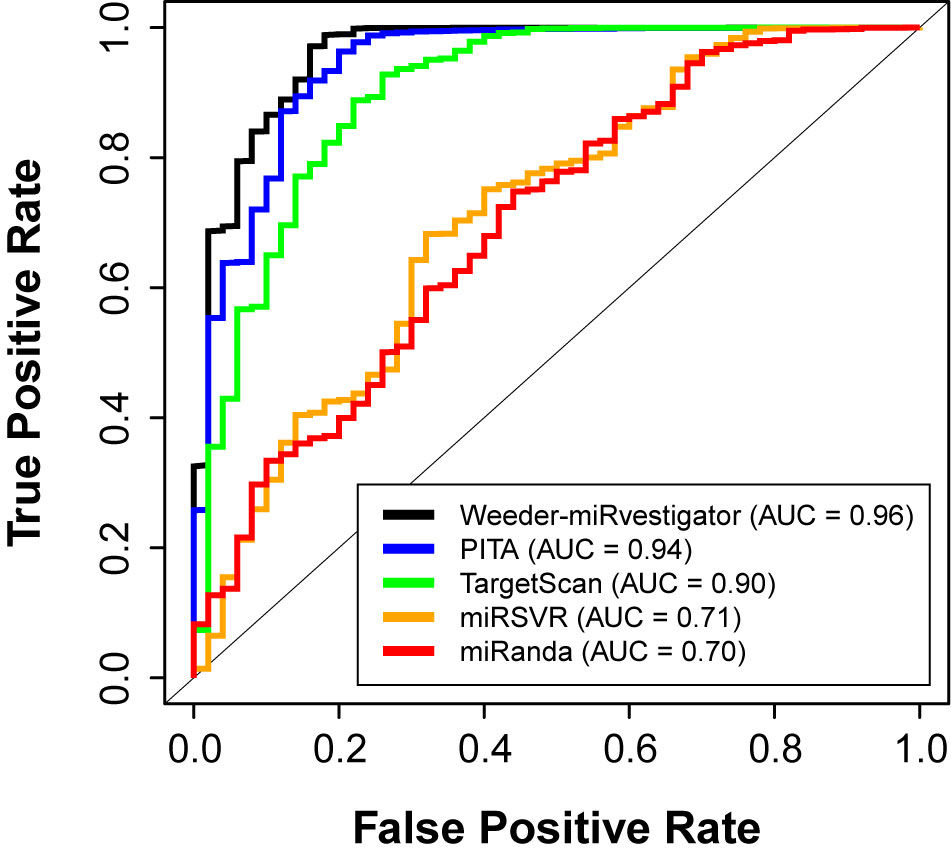 True Positive Rate
1.0
0.8
0.6
0.4
0.2
0.0
Weeder-miRvestigator (AUC = 0.96)
PITA (AUC = 0.94)
TargetScan (AUC = 0.90)
miRSVR (AUC = 0.71)
miRanda (AUC = 0.70)
0.0 0.2 0.4 0.6 0.8 1.0
False Positive Rate